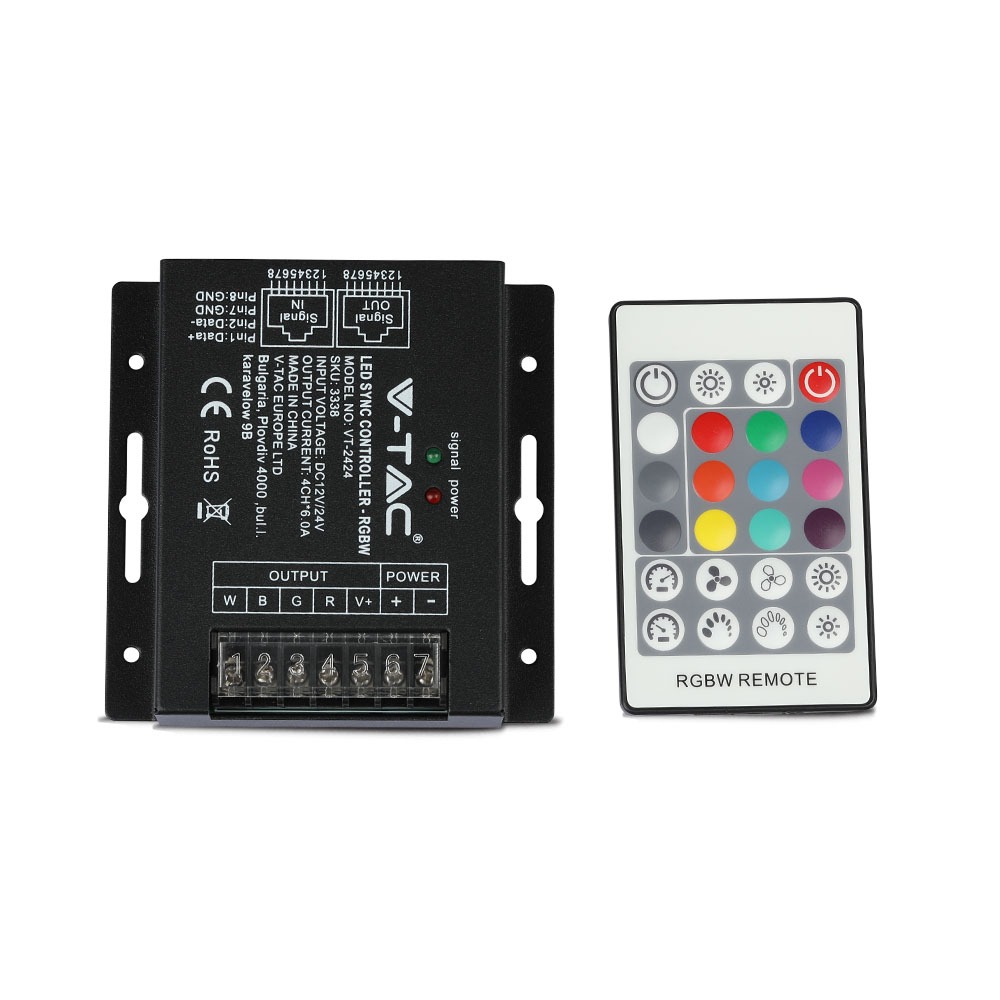 12345678
12345678
Signal
IN
Signal
OUT
Pin1:Data+
Pin2:Data-
Pin7:GND
Pin8:GND
V-TAC®
LED SYNC CONTROLLER - RGBW
MODEL NO: VT-2424
SKU: 3338
INPUT VOLTAGE: DC12V/24V
OUTPUT CURRENT: 4CH*6.0A
MADE IN CHINA
V-TAC EUROPE LTD
Bulgaria, Plovdiv 4000 ,bul.l.
karavelow 9B
CE RoHS
signal power
OUTPUT POWER
W B G R V+ + -
1 2 3 4 5 6 7
RGBW REMOTE